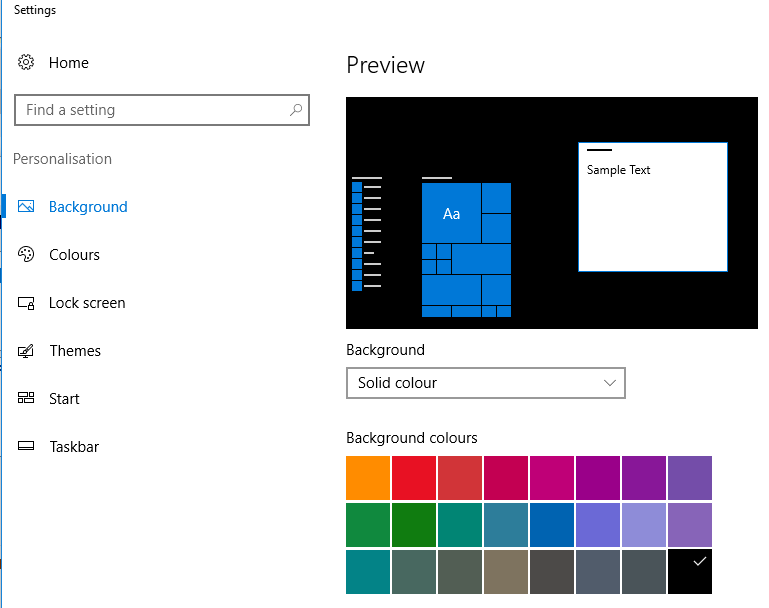 Settings
Home
Find a setting
Personalisation
Background
Colours
Lock screen
Themes
Start
Taskbar
Preview
Aa
Sample Text
Background
Solid colour
Background colours